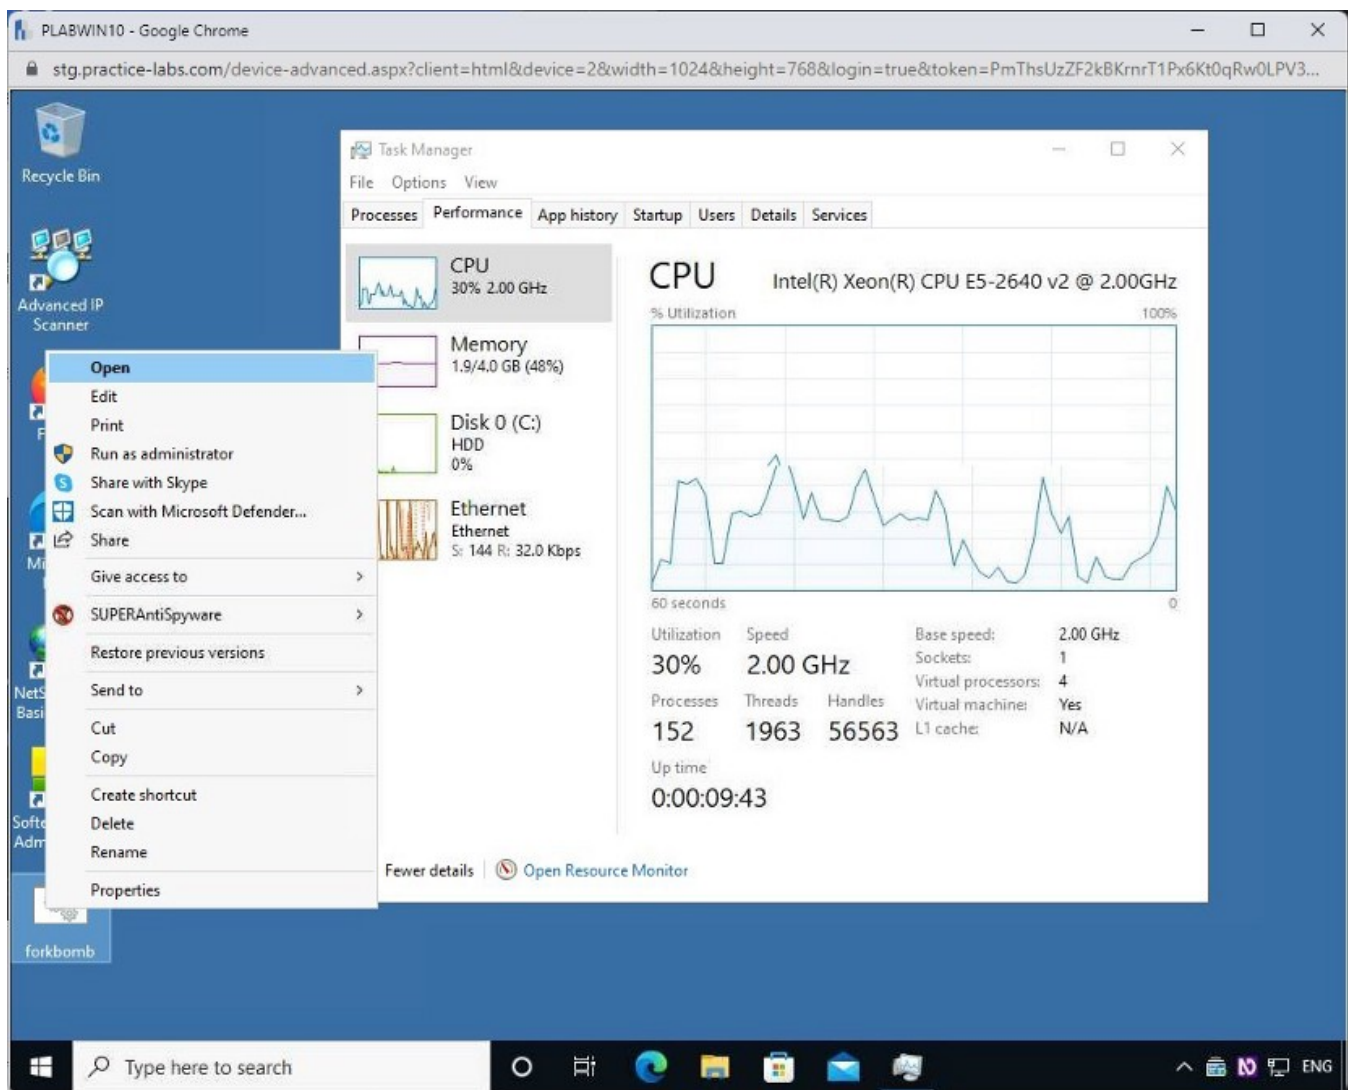 PLABWIN10 - Google Chrome
stg.practice-labs.com/device-advanced.aspx?client=html&device=2&width=1024&height=768&login=true&token=PmThsUzZF2kBKrnrT1Px6Kt0qRw0LPV3...
Recycle Bin
Advanced IP
Scanner
Task Manager
File Options View
Processes Performance App history Startup Users Details Services
CPU
30% 2.00 GHz
Memory
1.9/4.0 GB (48%)
Disk 0 (C:)
HDD
0%
Ethernet
Ethernet
S: 144 R: 32.0 Kbps
CPU Intel(R) Xeon(R) CPU E5-2640 v2 @ 2.00GHz
% Utilization 100%
60 seconds 0
Utilization Speed
30% 2.00 GHz
Processes Threads Handles
152 1963 56563
Up time
0:00:09:43
Base speed: 2.00 GHz
Sockets: 1
Virtual processors: 4
Virtual machine: Yes
L1 cache: N/A
Fewer details Open Resource Monitor
Open
Edit
Print
Run as administrator
Share with Skype
Scan with Microsoft Defender...
Share
Give access to
SUPERAntiSpyware
Restore previous versions
Send to
Cut
Copy
Create shortcut
Delete
Rename
Properties
forkbomb
Type here to search
ENG